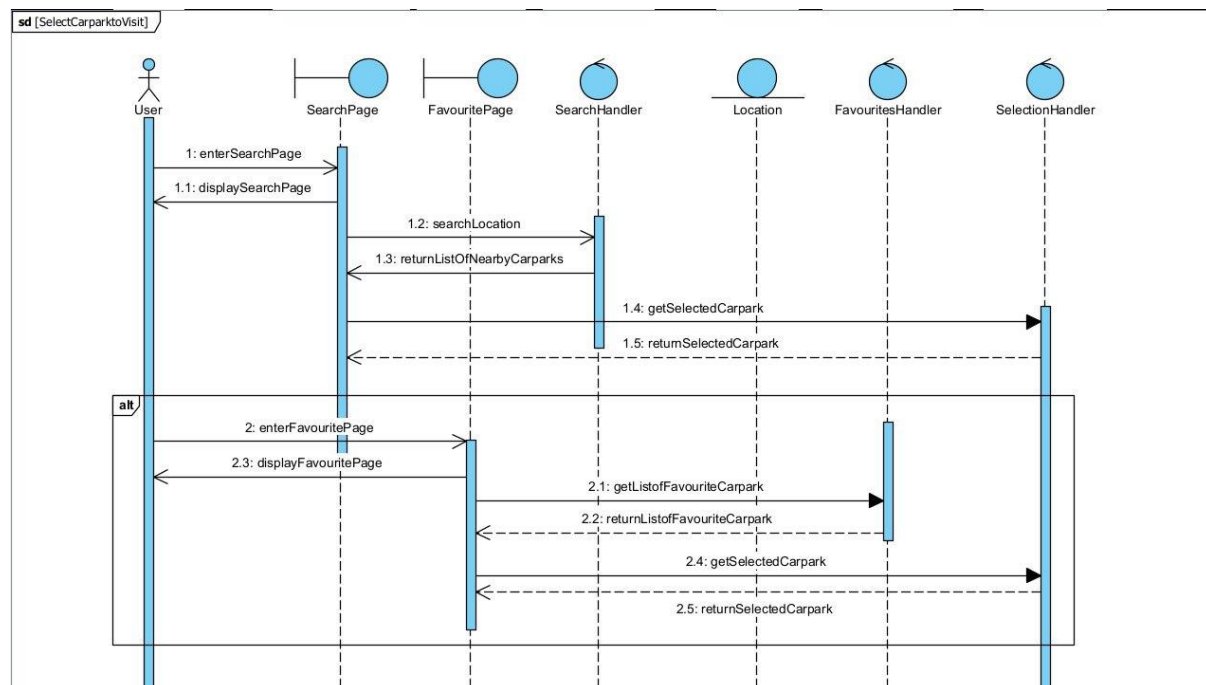 sd [SelectCarparktoVisit]
User
SearchPage
FavouritePage
SearchHandler
Location
FavouritesHandler
SelectionHandler
1: enterSearchPage
1.1: displaySearchPage
1.2: searchLocation
1.3: returnListOfNearbyCarparks
1.4: getSelectedCarpark
1.5: returnSelectedCarpark
alt
2: enterFavouritePage
2.3: displayFavouritePage
2.1: getListofFavouriteCarpark
2.2: returnListofFavouriteCarpark
2.4: getSelectedCarpark
2.5: returnSelectedCarpark